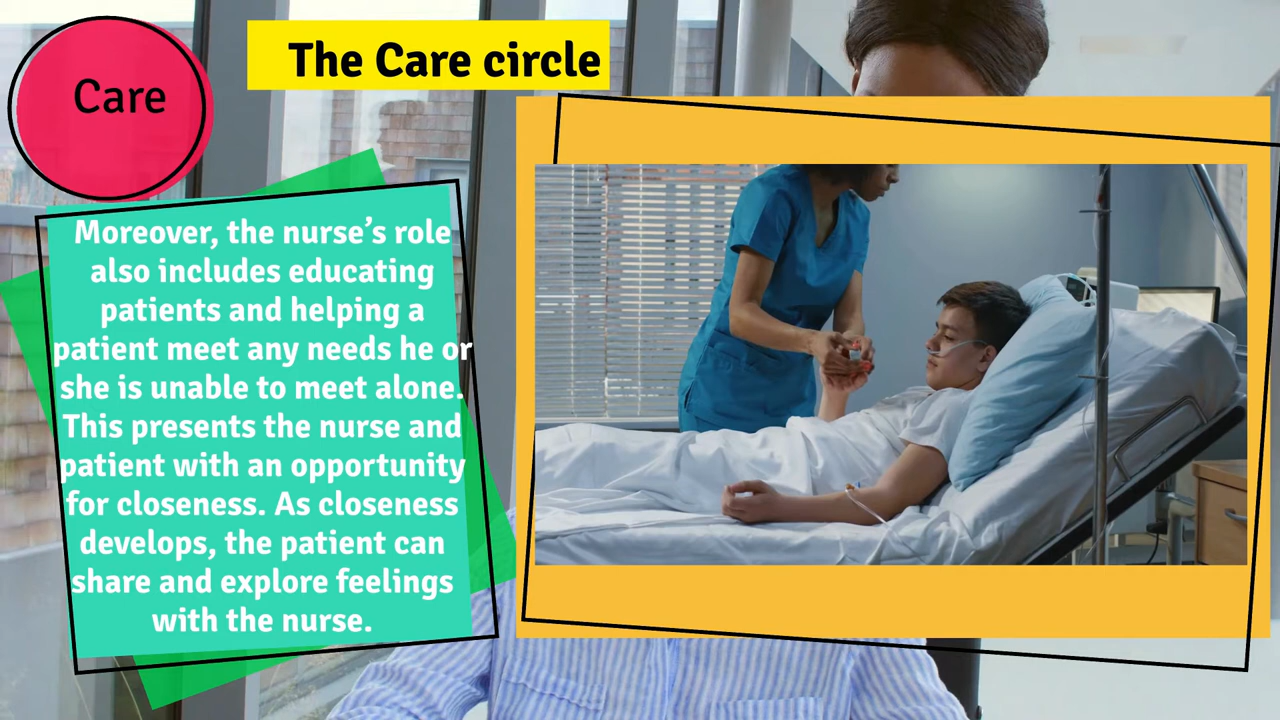 The Care circle
Care
Moreover, the nurse’s role
also includes educating
patients and helping a
patient meet any needs he or
she is unable to meet alone.
This presents the nurse and
patient with an opportunity
for closeness. As closeness
develops, the patient can
share and explore feelings
with the nurse.